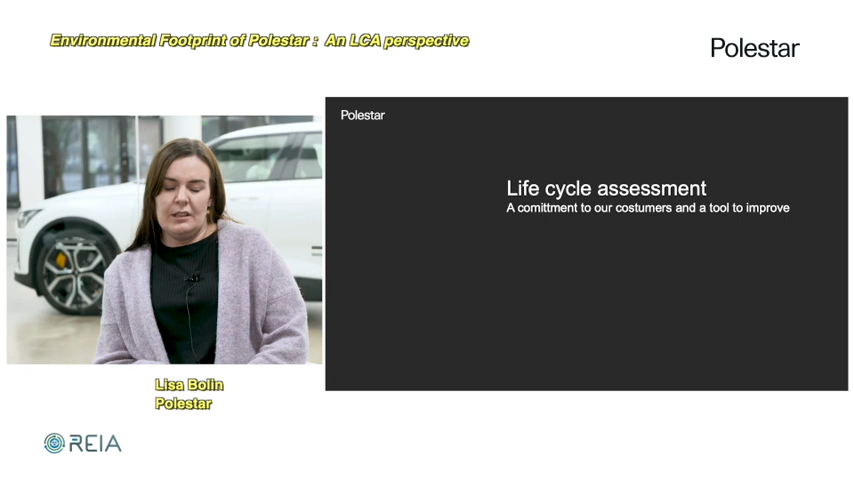 Environmental Footprint of Polestar : An LCA perspective
Polestar
Polestar
Life cycle assessment
A comittment to our costumers and a tool to improve
Lisa Bolin
Polestar
REIA